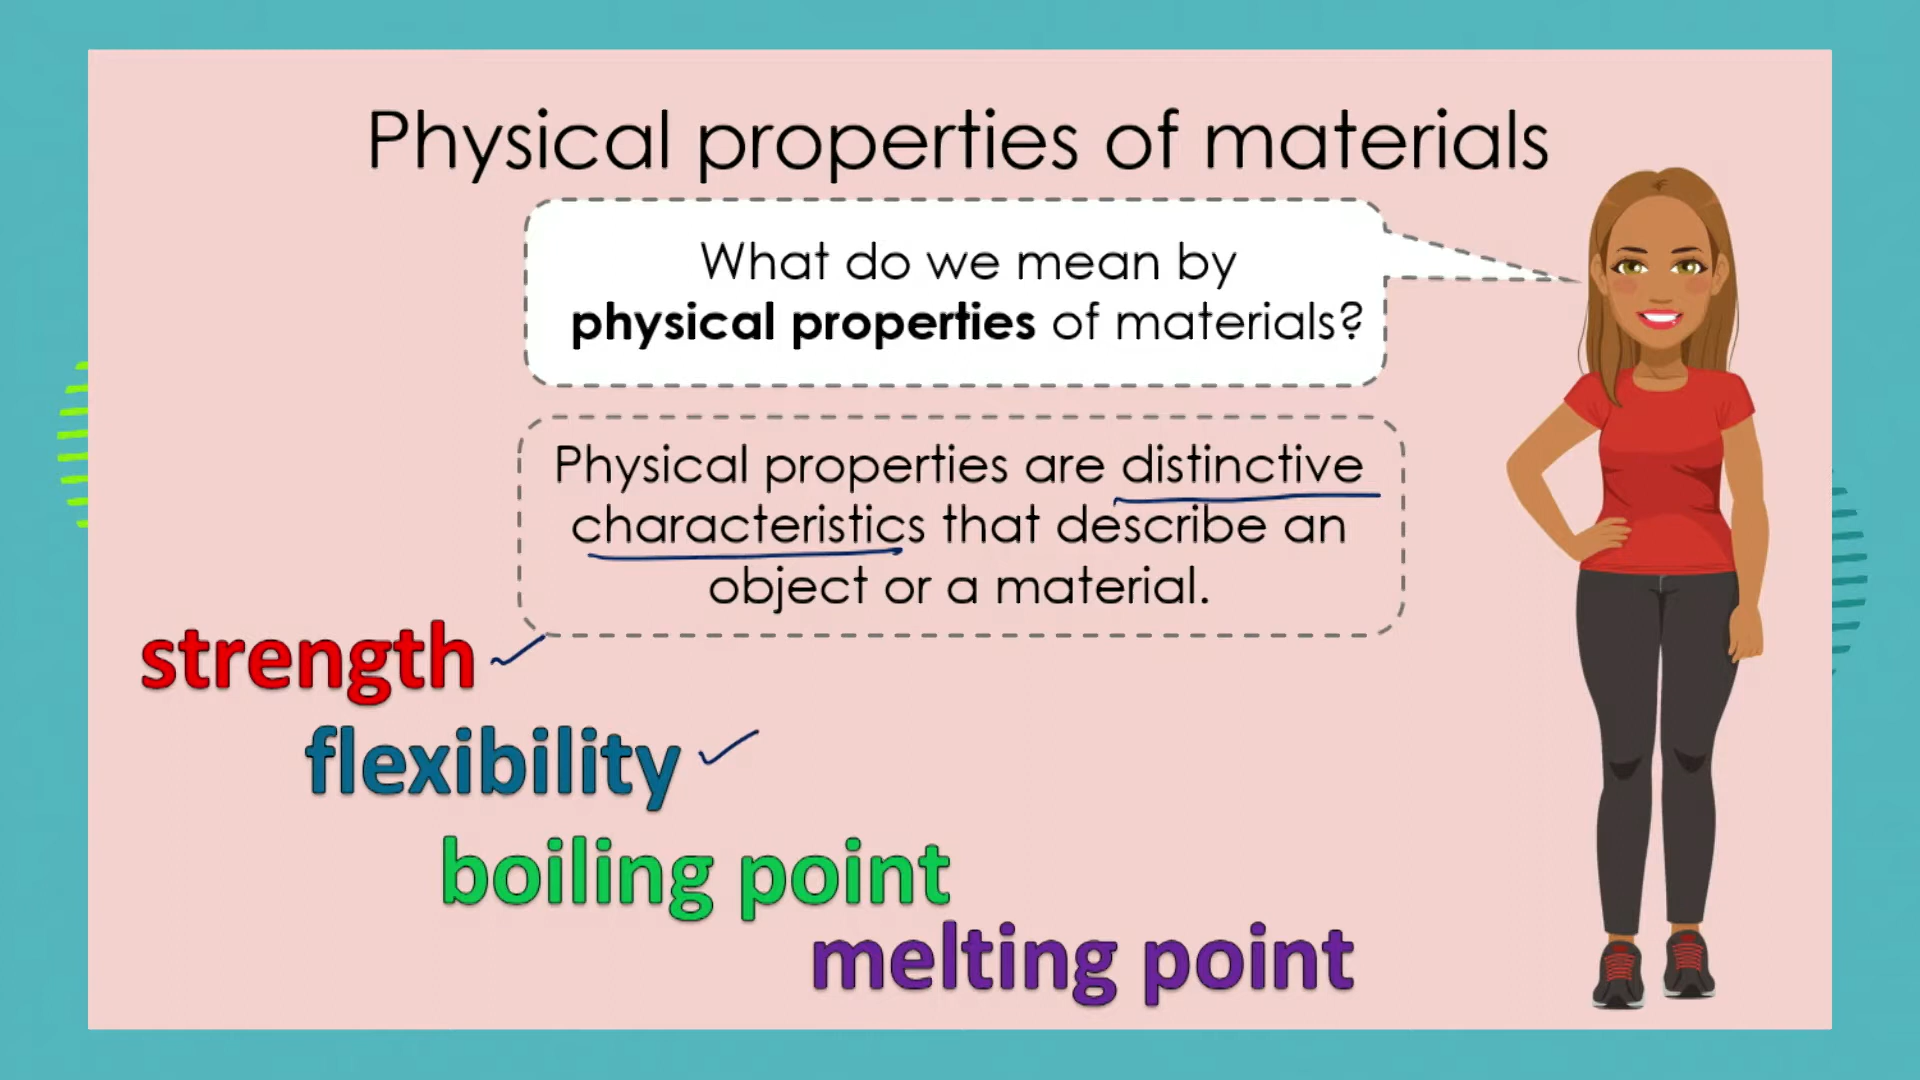 Physical properties of materials
What do we mean by
physical properties of materials?
Physical properties are distinctive
characteristics that describe an
object or a material.
strength
flexibility
boiling point
melting point